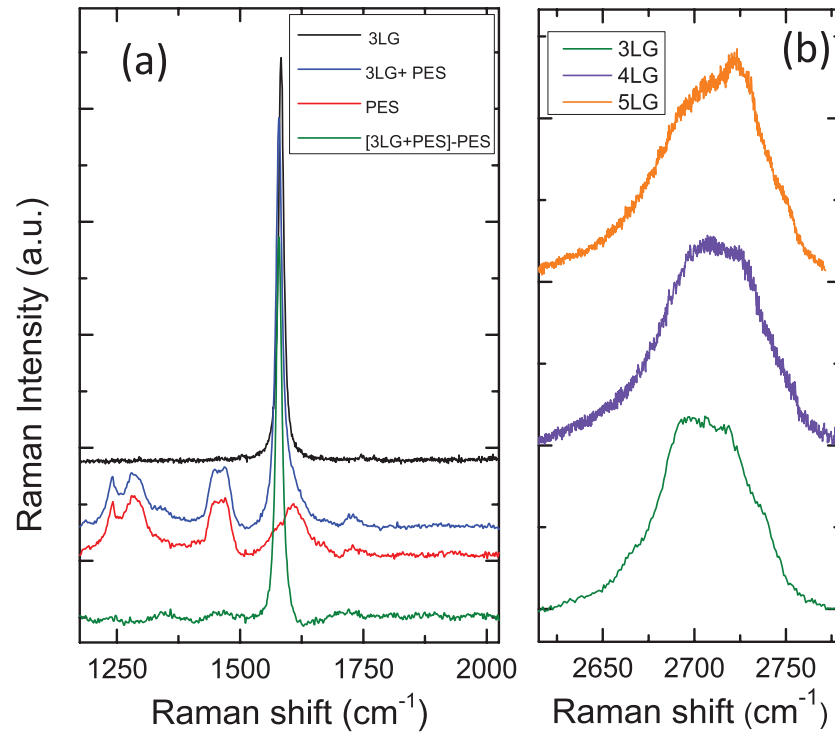 (a)
3LG
3LG+ PES
PES
[3LG+PES]-PES
Raman Intensity (a.u.)
1250 1500 1750 2000
Raman shift (cm⁻¹)
(b)
3LG
4LG
5LG
2650 2700 2750
Raman shift (cm⁻¹)